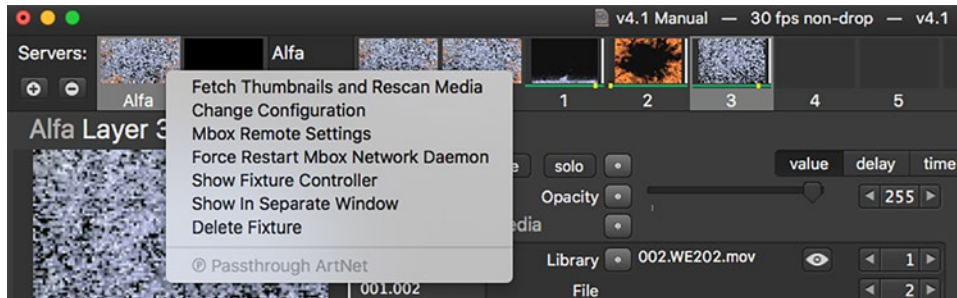 v4.1 Manual — 30 fps non-drop — v4.1
Servers:
Alfa
Alfa
1
2
3
4
5
Alfa Layer 3
Fetch Thumbnails and Rescan Media
Change Configuration
Mbox Remote Settings
Force Restart Mbox Network Daemon
Show Fixture Controller
Show In Separate Window
Delete Fixture
Ⓟ Passthrough ArtNet
solo
value
delay
time
Opacity
255
edia
Library
002.WE202.mov
1
001.002
File
2